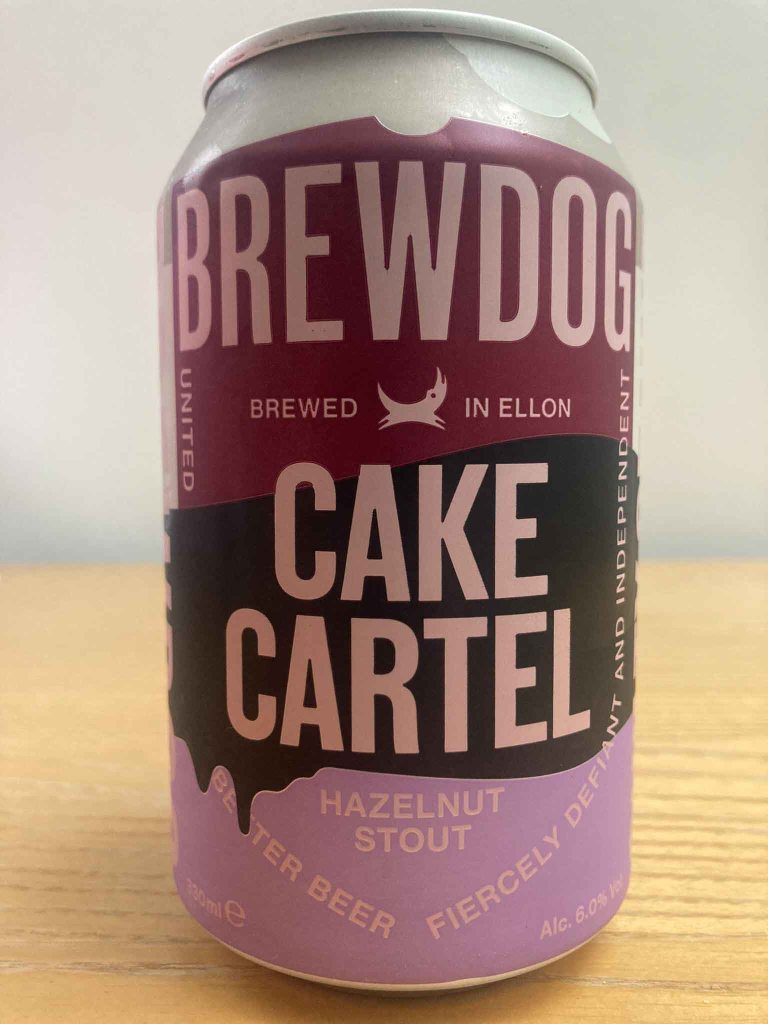 BREWDOG
BREWED IN ELLON
UNITED
CAKE
CARTEL
HAZELNUT
STOUT
BETTER BEER
FIERCELY DEFIANT AND INDEPENDENT
330ml e
Alc. 6.0% Vol